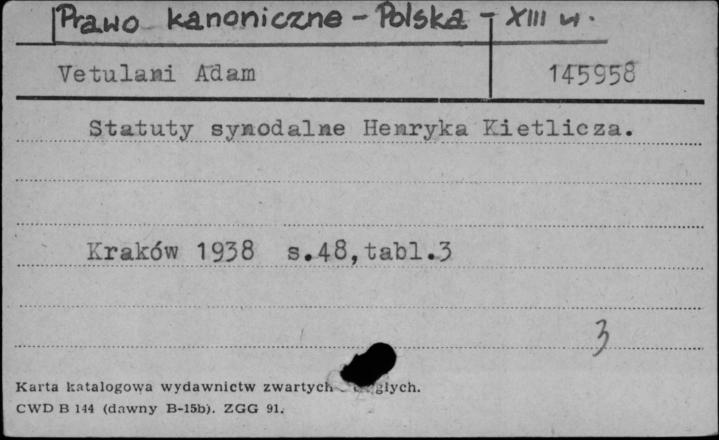 Prawo kanoniczne - Polska - XIII w.
Vetulani Adam 145958
Statuty synodalne Henryka Kietlicza.
Kraków 1938 s.48,tabl.3
3
Karta katalogowa wydawnictw zwartych
CWD B 144 (dawny B-15b). ZGG 91.